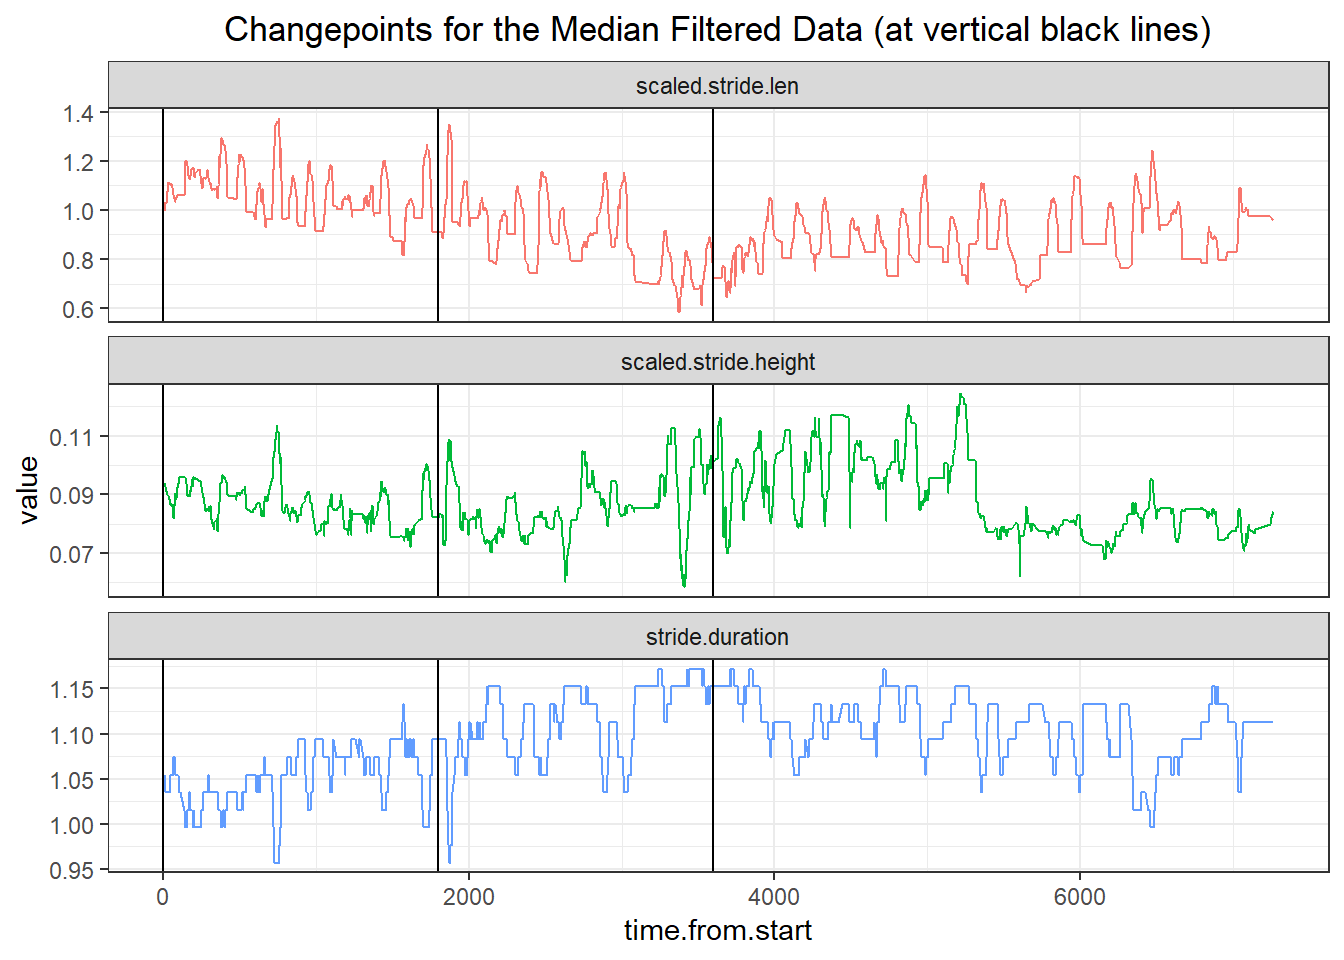 Changepoints for the Median Filtered Data (at vertical black lines)
scaled.stride.len
1.4
1.2
1.0
0.8
0.6
scaled.stride.height
0.11
0.09
0.07
value
stride.duration
1.15
1.10
1.05
1.00
0.95
0 2000 4000 6000
time.from.start